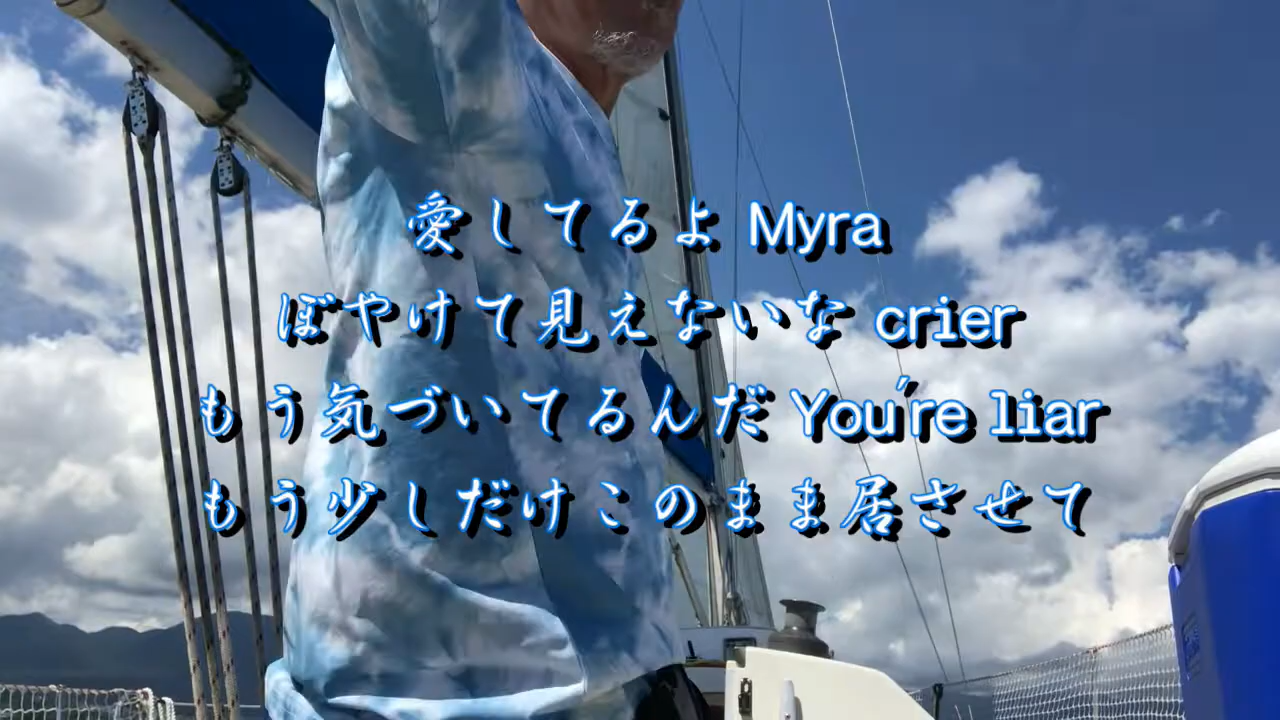 愛してるよ Myra
ぼやけて見えないな crier
もう気づいてるんだ You're liar
もう少しだけこのまま居させて